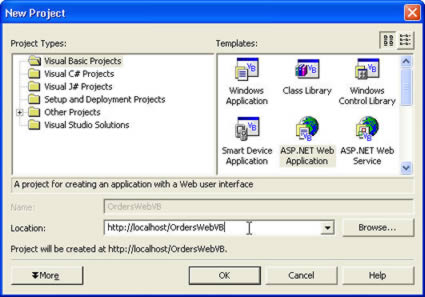 New Project
Project Types:
Templates:
Visual Basic Projects
Visual C# Projects
Visual J# Projects
Setup and Deployment Projects
Other Projects
Visual Studio Solutions
Windows Application
Class Library
Windows Control Library
Smart Device Application
ASP.NET Web Application
ASP.NET Web Service
A project for creating an application with a Web user interface
Name:
OrdersWebVB
Location:
http://localhost/OrdersWebVB
Browse...
Project will be created at http://localhost/OrdersWebVB.
More
OK
Cancel
Help